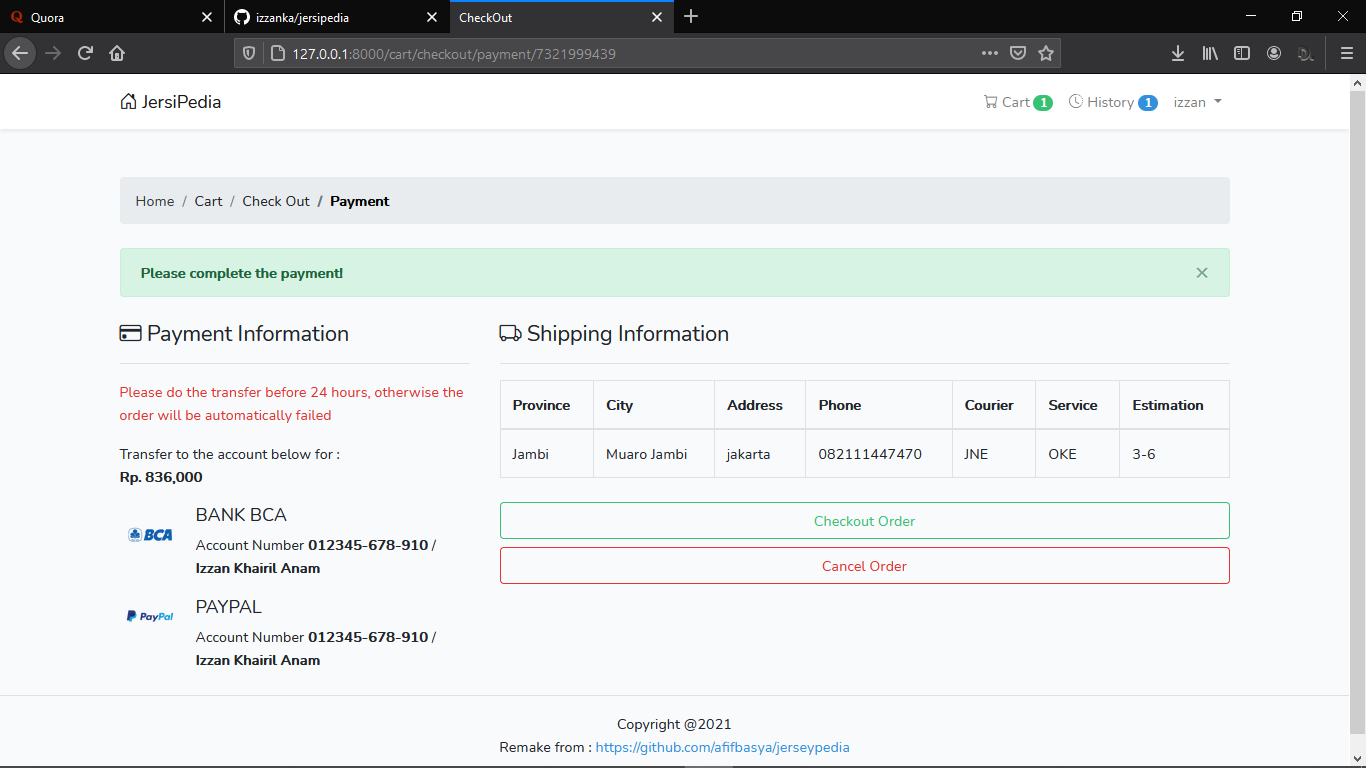 Quora
izzanka/jersipedia
CheckOut
127.0.0.1:8000/cart/checkout/payment/7321999439
JersiPedia
Cart 1
History 1
izzan
Home / Cart / Check Out / Payment
Please complete the payment!
Payment Information
Please do the transfer before 24 hours, otherwise the
order will be automatically failed
Transfer to the account below for :
Rp. 836,000
BCA
BANK BCA
Account Number 012345-678-910 /
Izzan Khairil Anam
PayPal
PAYPAL
Account Number 012345-678-910 /
Izzan Khairil Anam
Shipping Information
Province City Address Phone Courier Service Estimation
Jambi Muaro Jambi jakarta 082111447470 JNE OKE 3-6
Checkout Order
Cancel Order
Copyright @2021
Remake from : https://github.com/afifbasya/jerseypedia